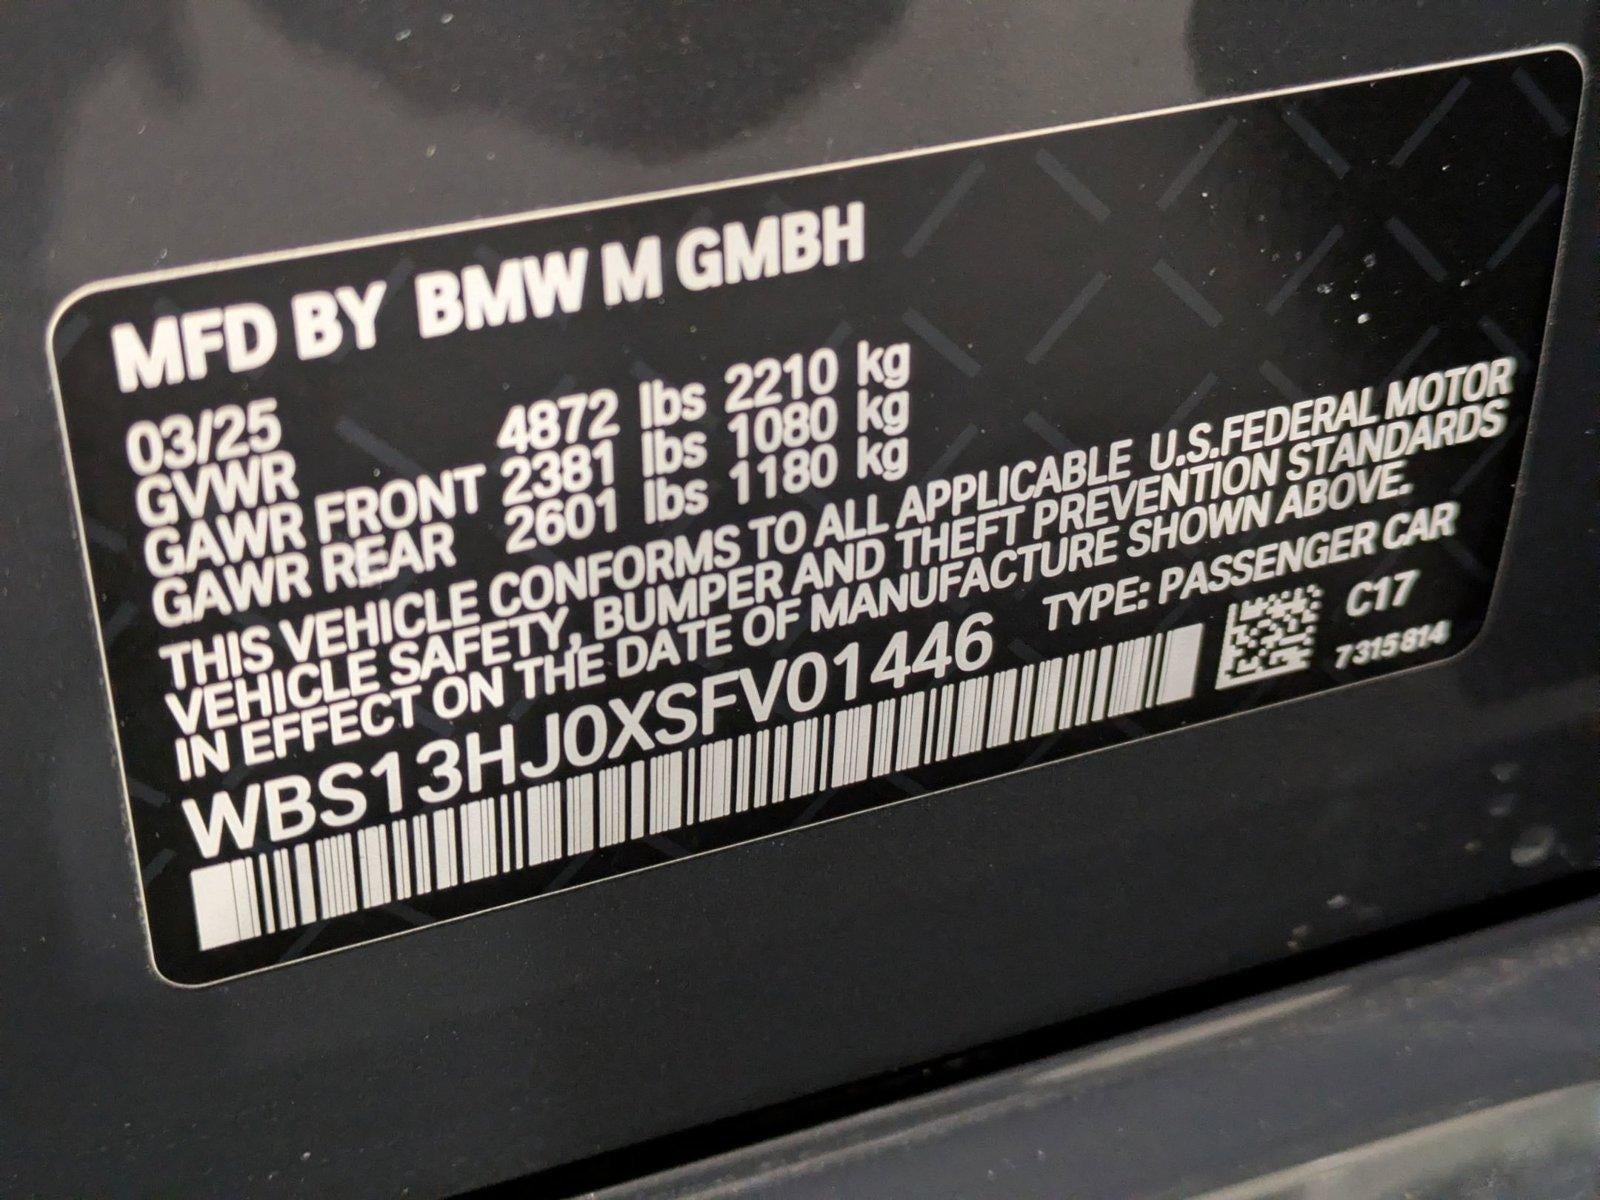 MFD BY BMW M GMBH
03/25
GVWR 4872 lbs 2210 kg
GAWR FRONT 2381 lbs 1080 kg
GAWR REAR 2601 lbs 1180 kg
THIS VEHICLE CONFORMS TO ALL APPLICABLE U.S.FEDERAL MOTOR
VEHICLE SAFETY, BUMPER AND THEFT PREVENTION STANDARDS
IN EFFECT ON THE DATE OF MANUFACTURE SHOWN ABOVE.
WBS13HJ0XSFV01446 TYPE: PASSENGER CAR
C17
7315814